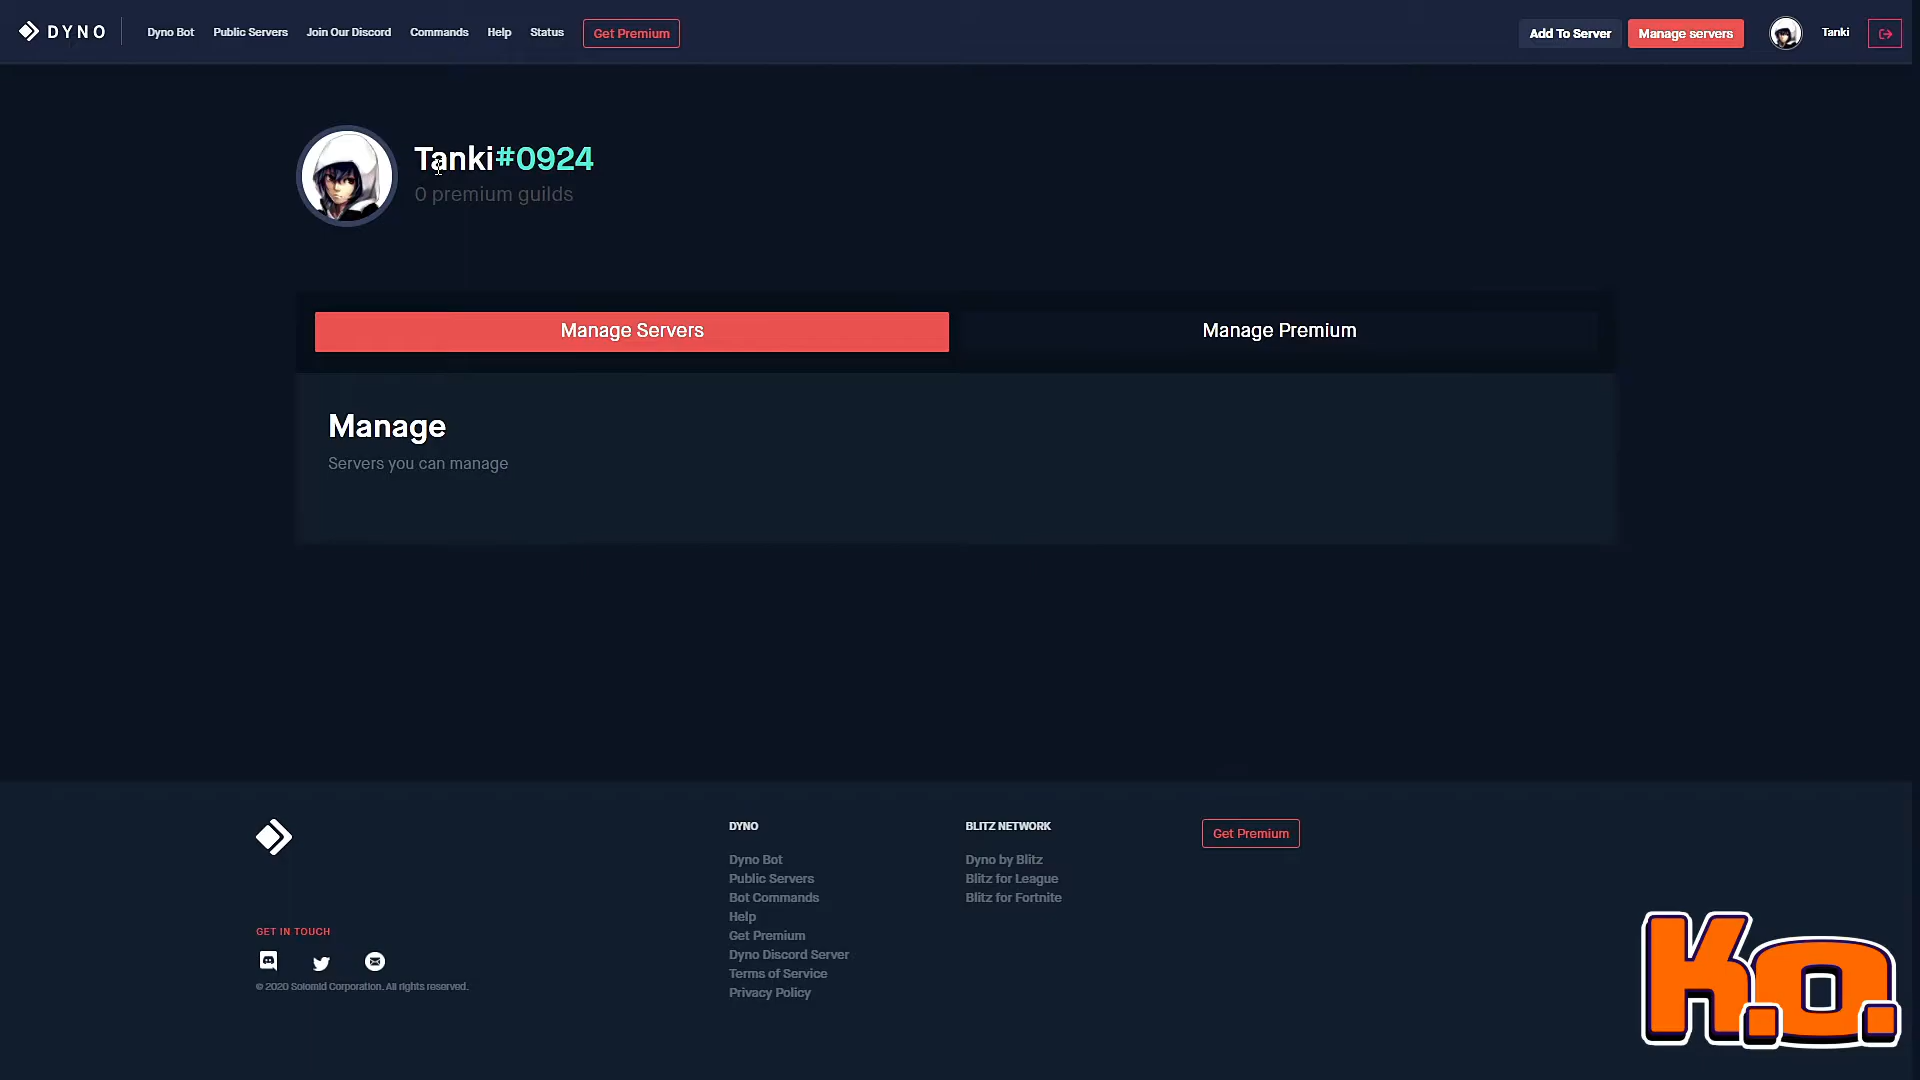 DYNO
Dyno Bot
Public Servers
Join Our Discord
Commands
Help
Status
Get Premium
Add To Server
Manage servers
Tanki
Tanki#0924
0 premium guilds
Manage Servers
Manage Premium
Manage
Servers you can manage
GET IN TOUCH
© 2020 Solomid Corporation. All rights reserved.
DYNO
Dyno Bot
Public Servers
Bot Commands
Help
Get Premium
Dyno Discord Server
Terms of Service
Privacy Policy
BLITZ NETWORK
Dyno by Blitz
Blitz for League
Blitz for Fortnite
Get Premium
K.O.